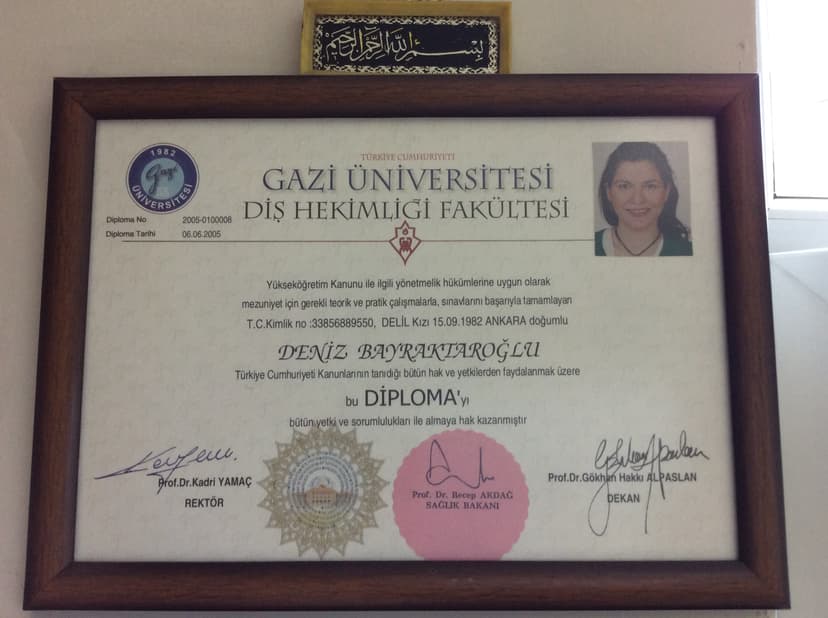 بِسْمِ اللهِ الرَّحْمٰنِ الرَّحِيْمِ
1982
Gazi
ÜNİVERSİTESİ
TÜRKİYE CUMHURİYETİ
GAZİ ÜNİVERSİTESİ
DİŞ HEKİMLİĞİ FAKÜLTESİ
Diploma No 2005-0100008
Diploma Tarihi 06.06.2005
Yükseköğretim Kanunu ile ilgili yönetmelik hükümlerine uygun olarak
mezuniyet için gerekli teorik ve pratik çalışmalarla, sınavlarını başarıyla tamamlayan
T.C.Kimlik no :33856889550, DELİL Kızı 15.09.1982 ANKARA doğumlu
DENİZ BAYRAKTAROĞLU
Türkiye Cumhuriyeti Kanunlarının tanıdığı bütün hak ve yetkilerden faydalanmak üzere
bu DİPLOMA'yı
bütün yetki ve sorumlulukları ile almaya hak kazanmıştır
Prof.Dr.Kadri YAMAÇ
REKTÖR
Prof. Dr. Recep AKDAĞ
SAĞLIK BAKANI
Prof.Dr.Gökhan Hakkı ALPASLAN
DEKAN